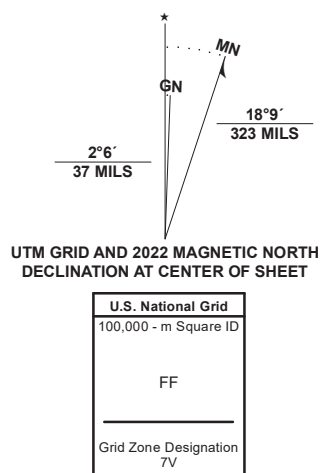 ★
MN
GN
18°9´
323 MILS
2°6´
37 MILS
UTM GRID AND 2022 MAGNETIC NORTH
DECLINATION AT CENTER OF SHEET
U.S. National Grid
100,000 - m Square ID
FF
Grid Zone Designation
7V